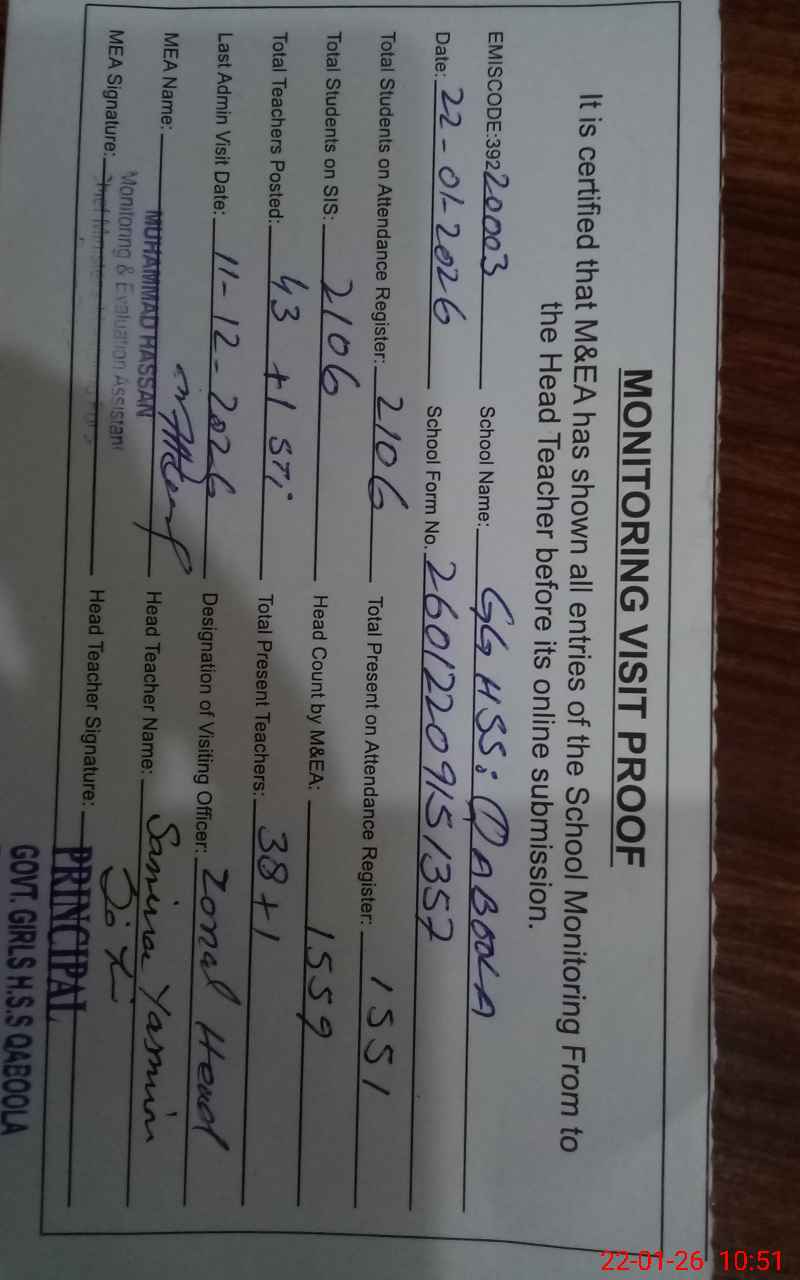 MONITORING VISIT PROOF
It is certified that M&EA has shown all entries of the School Monitoring From to
the Head Teacher before its online submission.
EMISCODE:39220003 School Name: GGHSS: QABOOLA
Date: 22-01-2026 School Form No. 26012209151357
Total Students on Attendance Register: 2106 Total Present on Attendance Register: 1551
Total Students on SIS: 2106 Head Count by M&EA: 1559
Total Teachers Posted: 43 +1 STi Total Present Teachers: 38+1
Last Admin Visit Date: 11-12-2026 Designation of Visiting Officer: Zonal Head
MEA Name: MUHAMMAD HASSAN Head Teacher Name: Samina Yasmin
Monitoring & Evaluation Assistant
MEA Signature: Head Teacher Signature:
PRINCIPAL
GOVT. GIRLS H.S.S QABOOLA
22-01-26 10:51